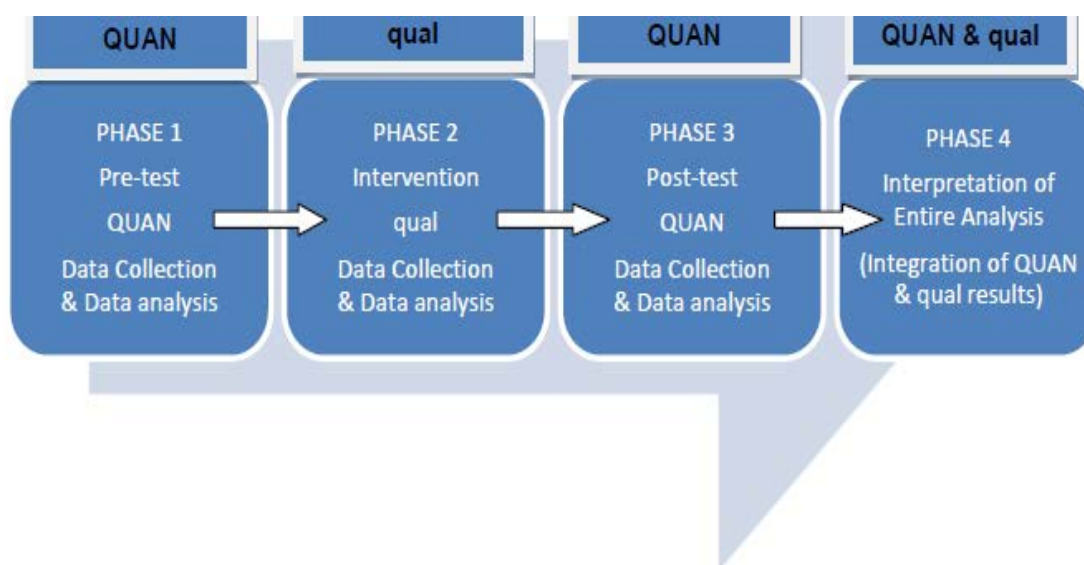 QUAN
qual
QUAN
QUAN & qual
PHASE 1
Pre-test
QUAN
Data Collection
& Data analysis
PHASE 2
Intervention
qual
Data Collection
& Data analysis
PHASE 3
Post-test
QUAN
Data Collection
& Data analysis
PHASE 4
Interpretation of
Entire Analysis
(Integration of QUAN
& qual results)